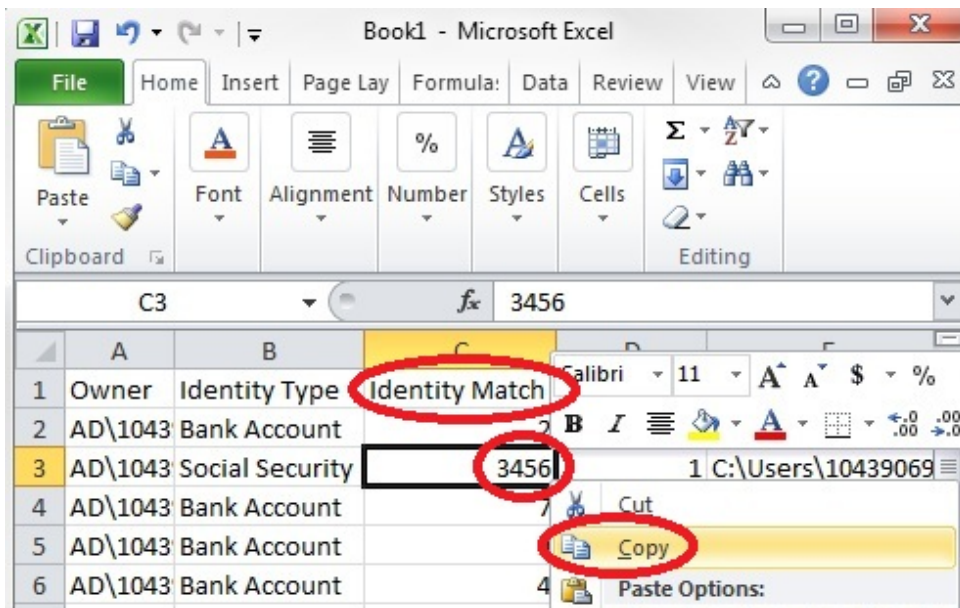 Book1 - Microsoft Excel
File Home Insert Page Lay Formula: Data Review View
Paste Font Alignment Number Styles Cells
Clipboard Editing
C3 fx 3456
A B
1 Owner Identity Type Identity Match Calibri 11 A A $ %
2 AD\1043 Bank Account 2 B I A .00 .00
3 AD\1043 Social Security 3456 1 C:\Users\10439069
4 AD\1043 Bank Account 7 Cut
5 AD\1043 Bank Account Copy
6 AD\1043 Bank Account 4 Paste Options: